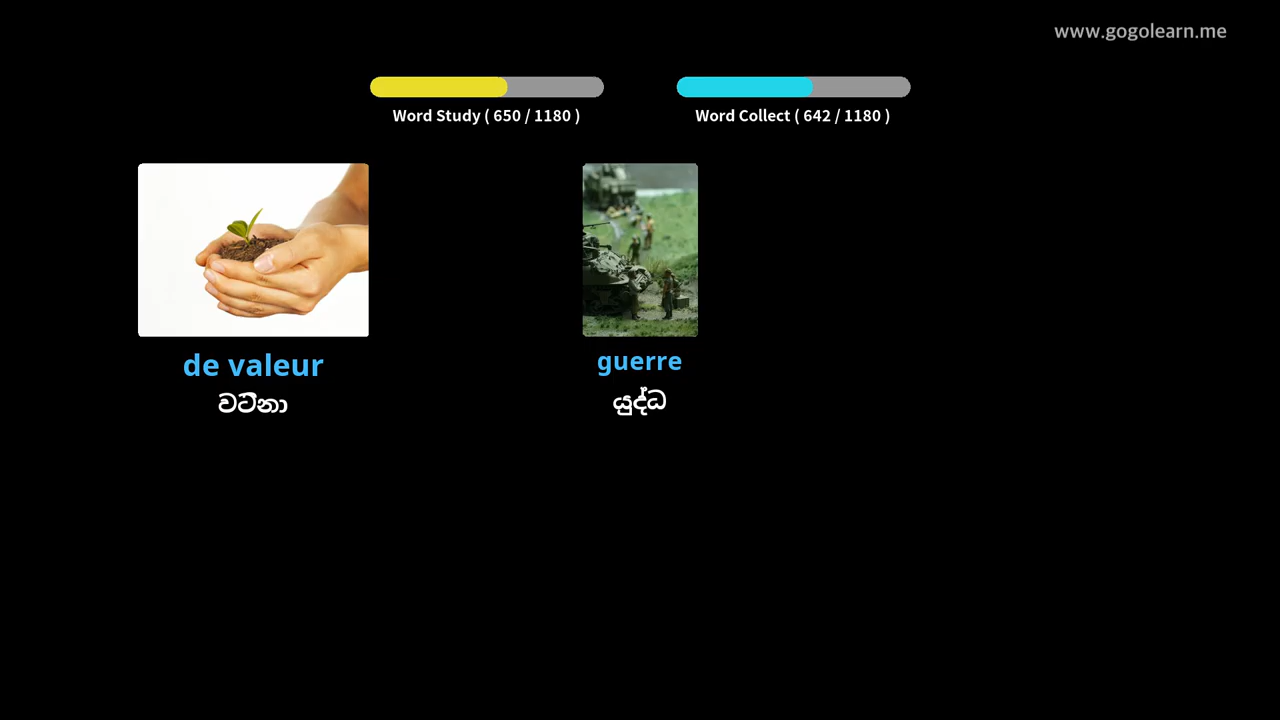 www.gogolearn.me
Word Study ( 650 / 1180 )
Word Collect ( 642 / 1180 )
de valeur
වටිනා
guerre
යුද්ධ